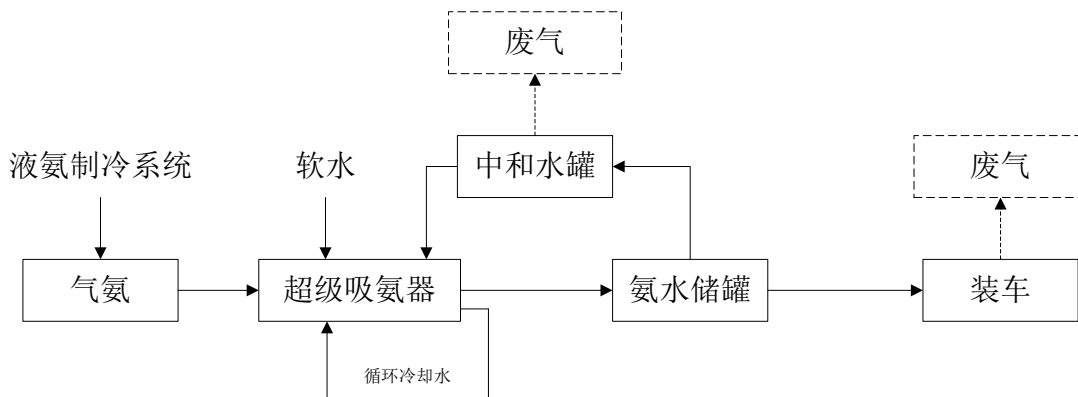 废气
液氨制冷系统
软水
中和水罐
废气
气氨
超级吸氨器
氨水储罐
装车
循环冷却水